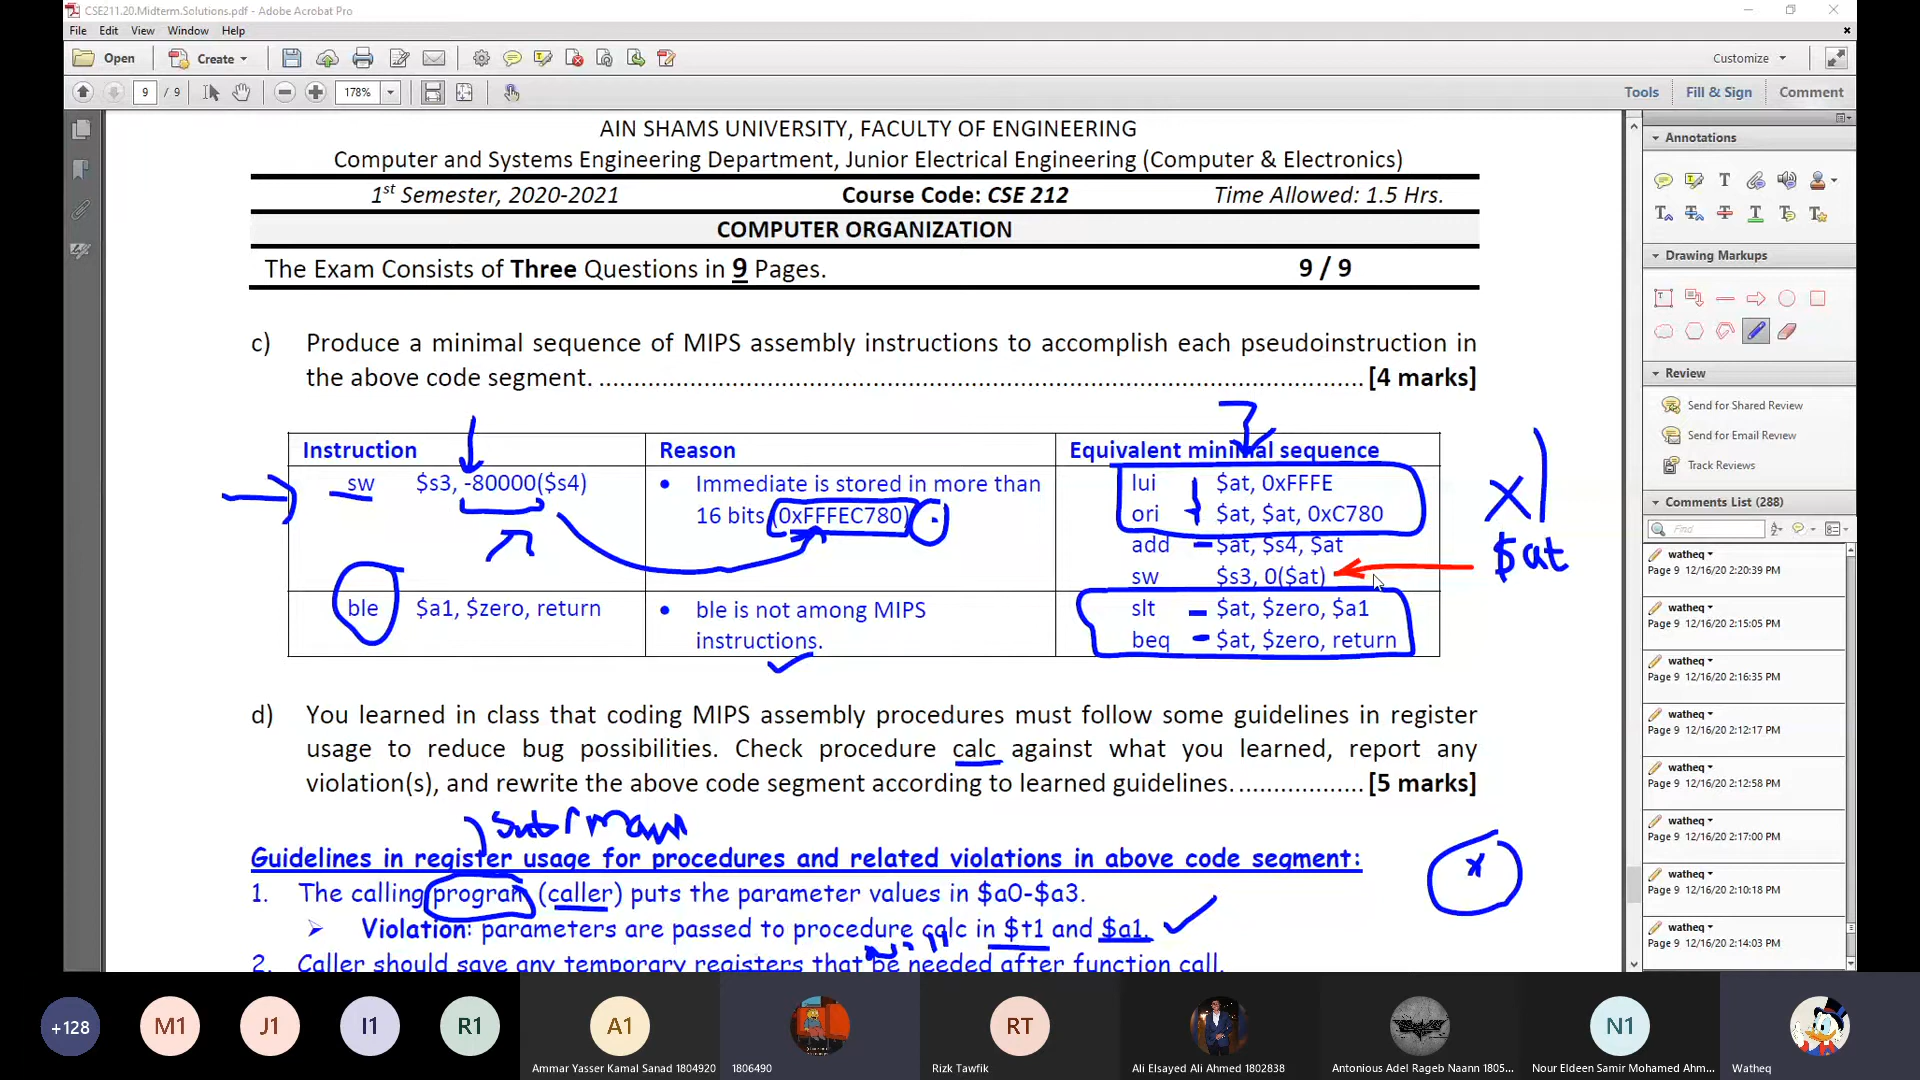 CSE211.20.Midterm.Solutions.pdf - Adobe Acrobat Pro
File Edit View Window Help
Open Create Customize
9 / 9 178% Tools Fill & Sign Comment
AIN SHAMS UNIVERSITY, FACULTY OF ENGINEERING
Computer and Systems Engineering Department, Junior Electrical Engineering (Computer & Electronics)
1st Semester, 2020-2021 Course Code: CSE 212 Time Allowed: 1.5 Hrs.
COMPUTER ORGANIZATION
The Exam Consists of Three Questions in 9 Pages. 9 / 9
c) Produce a minimal sequence of MIPS assembly instructions to accomplish each pseudoinstruction in
the above code segment. [4 marks]
Instruction Reason Equivalent minimal sequence
sw $s3, -80000($s4)
• Immediate is stored in more than
16 bits (0xFFFEC780)
lui $at, 0xFFFE
ori $at, $at, 0xC780
add $at, $s4, $at
sw $s3, 0($at)
$at
ble $a1, $zero, return
• ble is not among MIPS
instructions.
slt $at, $zero, $a1
beq $at, $zero, return
d) You learned in class that coding MIPS assembly procedures must follow some guidelines in register
usage to reduce bug possibilities. Check procedure calc against what you learned, report any
violation(s), and rewrite the above code segment according to learned guidelines. [5 marks]
Guidelines in register usage for procedures and related violations in above code segment:
1. The calling program (caller) puts the parameter values in $a0-$a3.
➢ Violation: parameters are passed to procedure calc in $t1 and $a1.
2. Caller should save any temporary registers that be needed after function call.
Annotations
Drawing Markups
Review
Send for Shared Review
Send for Email Review
Track Reviews
Comments List (288)
Find
watheq
Page 9 12/16/20 2:20:39 PM
watheq
Page 9 12/16/20 2:15:05 PM
watheq
Page 9 12/16/20 2:16:35 PM
watheq
Page 9 12/16/20 2:12:17 PM
watheq
Page 9 12/16/20 2:12:58 PM
watheq
Page 9 12/16/20 2:17:00 PM
watheq
Page 9 12/16/20 2:10:18 PM
watheq
Page 9 12/16/20 2:14:03 PM
+128 M1 J1 I1 R1 A1 RT N1
Ammar Yasser Kamal Sanad 1804920 1806490 Rizk Tawfik Ali Elsayed Ali Ahmed 1802838 Antonious Adel Rageb Naann 1805... Nour Eldeen Samir Mohamed Ahm... Watheq